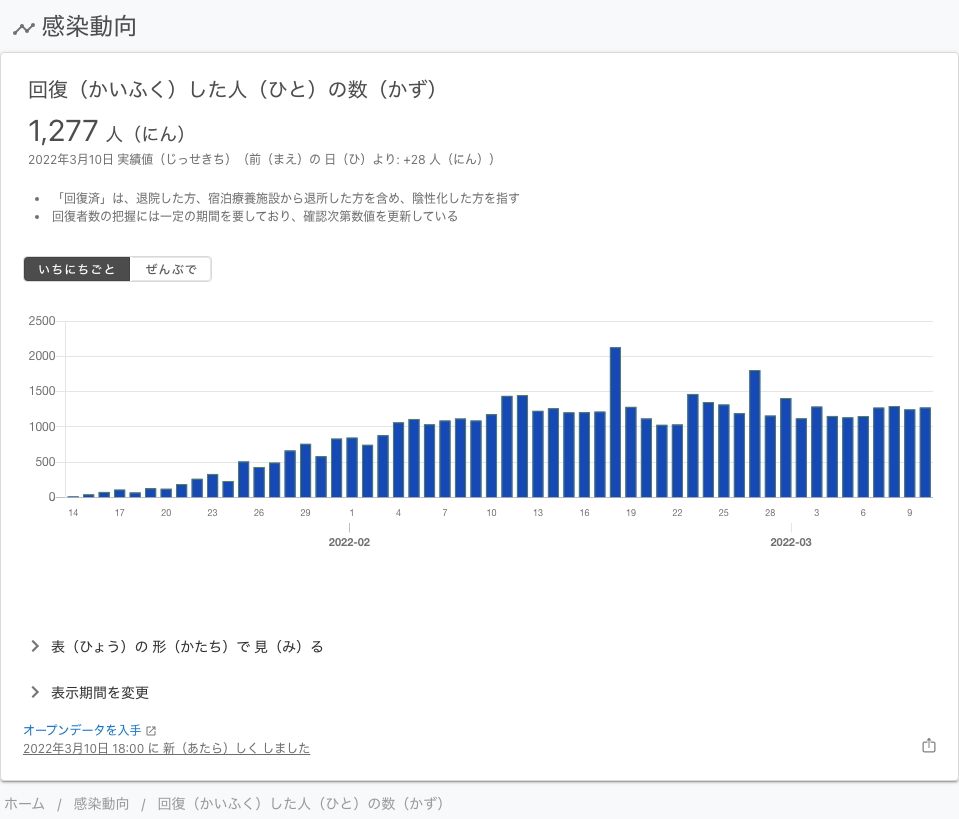 感染動向
回復（かいふく）した人（ひと）の数（かず）
1,277 人（にん）
2022年3月10日 実績値（じっせきち）（前（まえ）の 日（ひ）より: +28 人（にん））
「回復済」は、退院した方、宿泊療養施設から退所した方を含め、陰性化した方を指す
回復者数の把握には一定の期間を要しており、確認次第数値を更新している
いちにちごと ぜんぶで
2500
2000
1500
1000
500
0
14 17 20 23 26 29 1 4 7 10 13 16 19 22 25 28 3 6 9
2022-02 2022-03
表（ひょう）の 形（かたち）で 見（み）る
表示期間を変更
オープンデータを入手
2022年3月10日 18:00 に 新（あたら）しく しました
ホーム / 感染動向 / 回復（かいふく）した人（ひと）の数（かず）